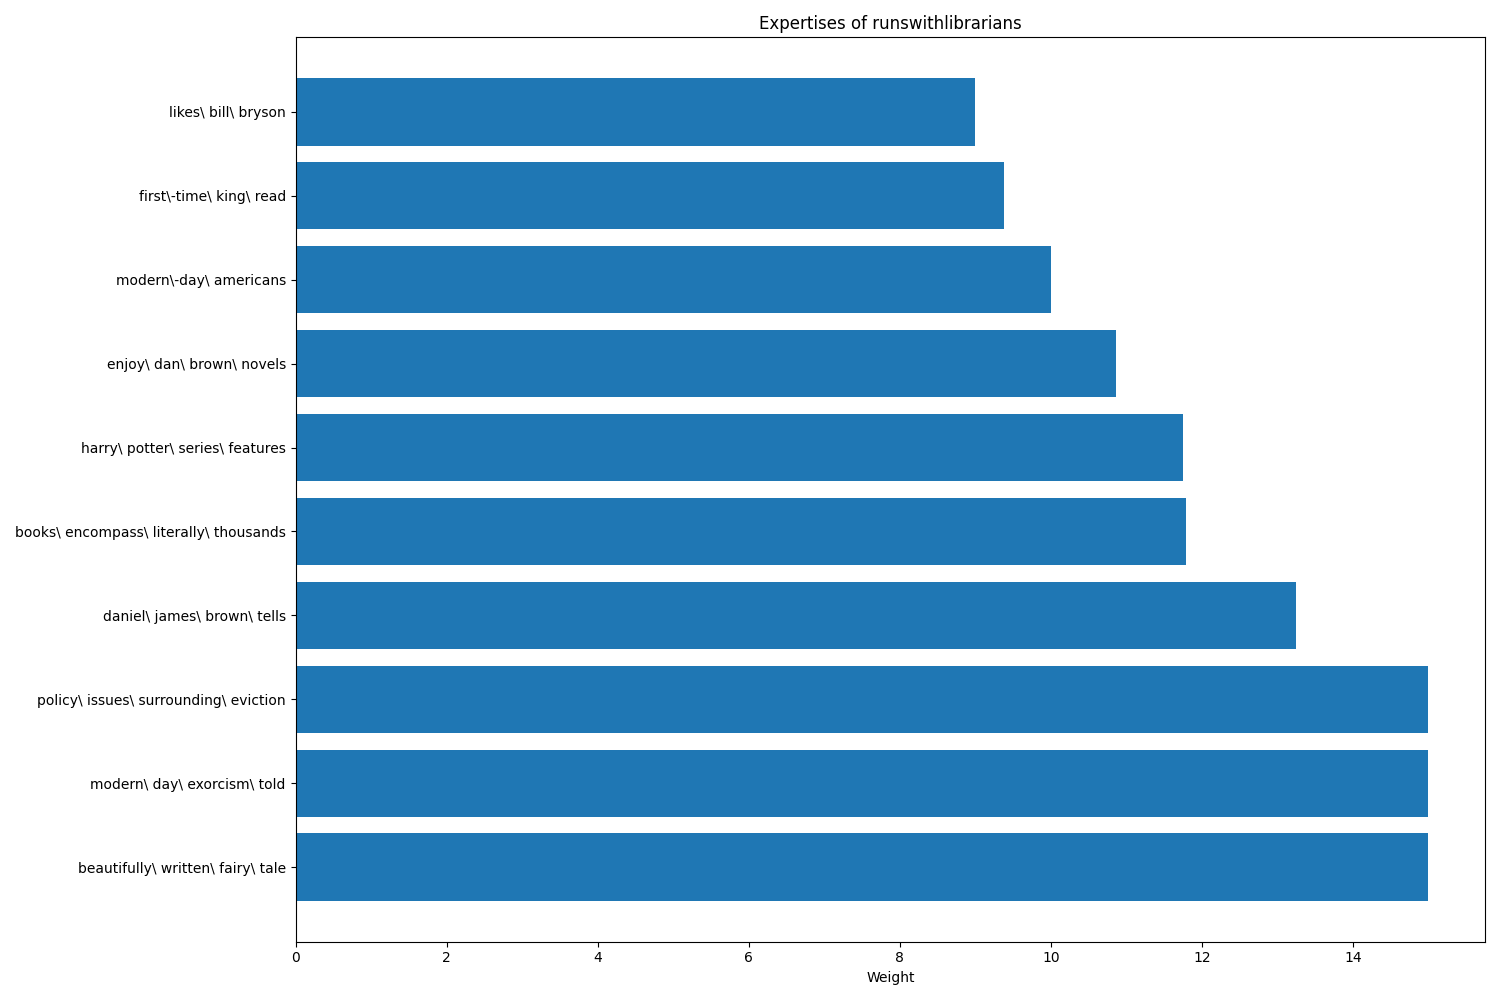 Expertises of runswithlibrarians
likes\ bill\ bryson
first\-time\ king\ read
modern\-day\ americans
enjoy\ dan\ brown\ novels
harry\ potter\ series\ features
books\ encompass\ literally\ thousands
daniel\ james\ brown\ tells
policy\ issues\ surrounding\ eviction
modern\ day\ exorcism\ told
beautifully\ written\ fairy\ tale
0 2 4 6 8 10 12 14
Weight